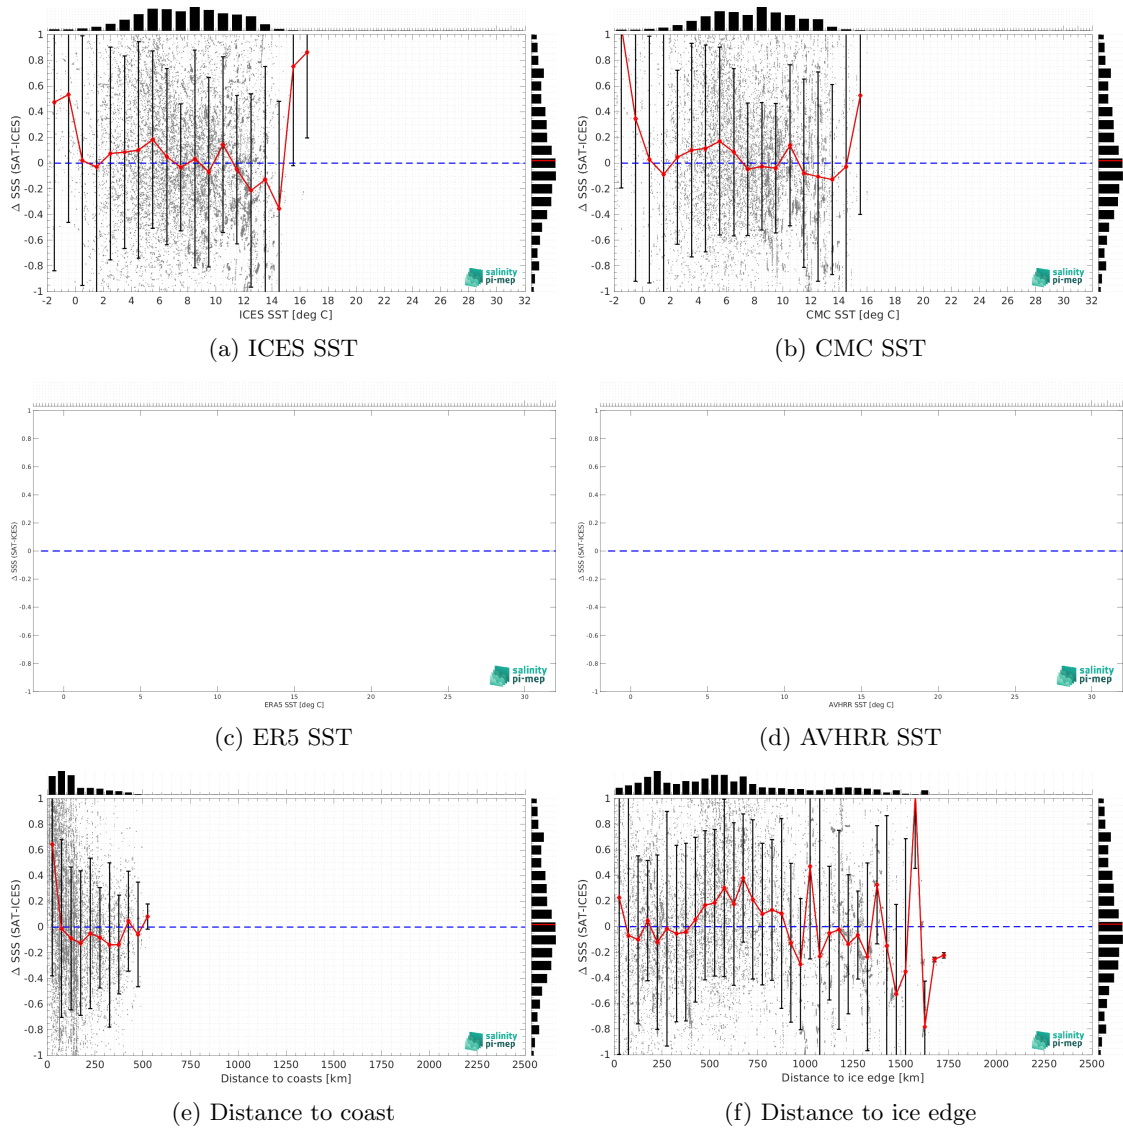 1
0.8
0.6
0.4
0.2
0
-0.2
-0.4
-0.6
-0.8
-1
Δ SSS (SAT-ICES)
-2 0 2 4 6 8 10 12 14 16 18 20 22 24 26 28 30 32
ICES SST [deg C]
salinity
pi-mep
(a) ICES SST
1
0.8
0.6
0.4
0.2
0
-0.2
-0.4
-0.6
-0.8
-1
Δ SSS (SAT-ICES)
-2 0 2 4 6 8 10 12 14 16 18 20 22 24 26 28 30 32
CMC SST [deg C]
salinity
pi-mep
(b) CMC SST
1
0.8
0.6
0.4
0.2
0
-0.2
-0.4
-0.6
-0.8
-1
Δ SSS (SAT-ICES)
0 5 10 15 20 25 30
ERA5 SST [deg C]
salinity
pi-mep
(c) ER5 SST
1
0.8
0.6
0.4
0.2
0
-0.2
-0.4
-0.6
-0.8
-1
Δ SSS (SAT-ICES)
0 5 10 15 20 25 30
AVHRR SST [deg C]
salinity
pi-mep
(d) AVHRR SST
1
0.8
0.6
0.4
0.2
0
-0.2
-0.4
-0.6
-0.8
-1
Δ SSS (SAT-ICES)
0 250 500 750 1000 1250 1500 1750 2000 2250 2500
Distance to coasts [km]
salinity
pi-mep
(e) Distance to coast
1
0.8
0.6
0.4
0.2
0
-0.2
-0.4
-0.6
-0.8
-1
Δ SSS (SAT-ICES)
0 250 500 750 1000 1250 1500 1750 2000 2250 2500
Distance to ice edge [km]
salinity
pi-mep
(f) Distance to ice edge